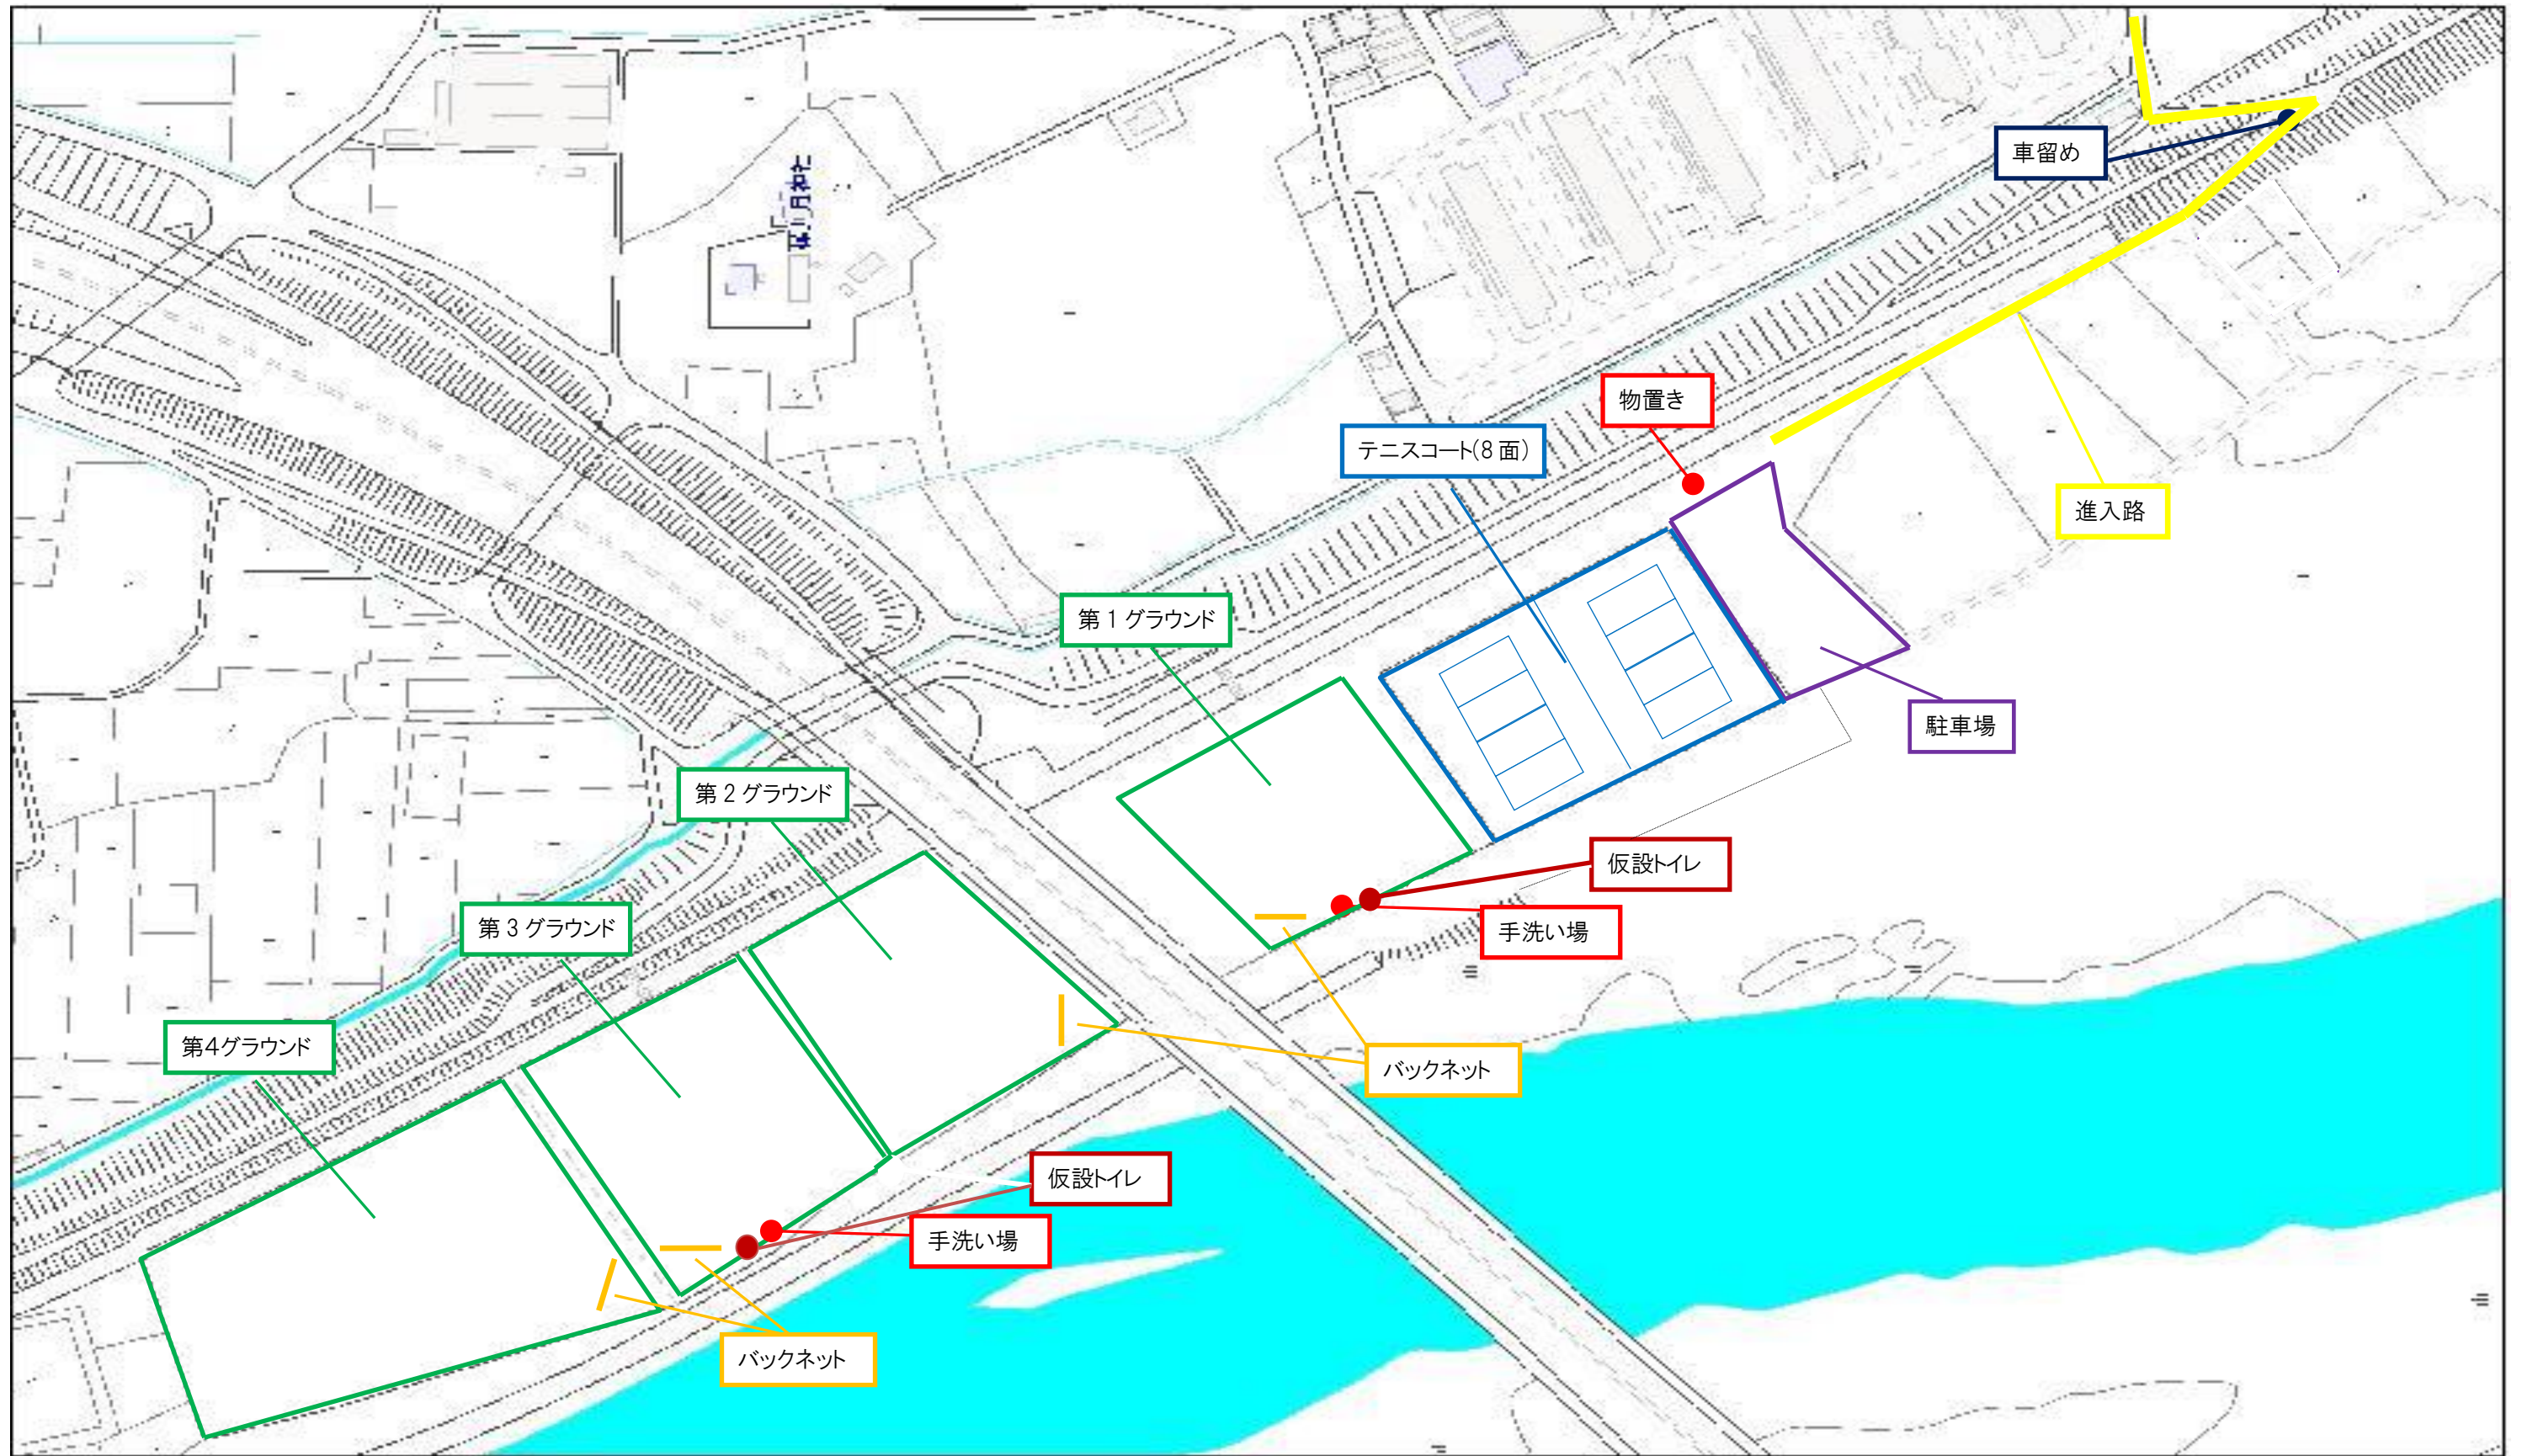 車留め
物置き
テニスコート(8面)
進入路
第1グラウンド
駐車場
第2グラウンド
仮設トイレ
第3グラウンド
手洗い場
第4グラウンド
バックネット
仮設トイレ
手洗い場
バックネット